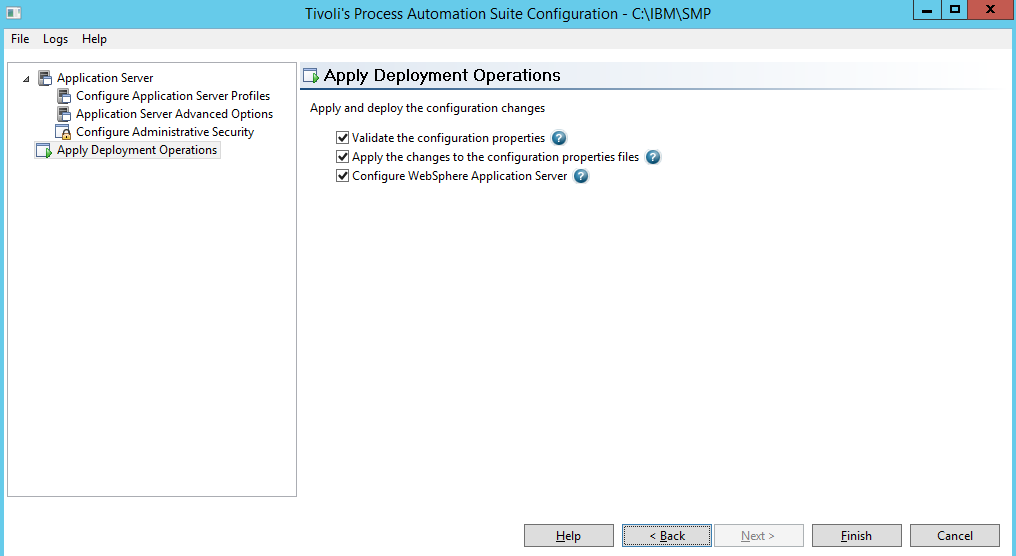 Tivoli's Process Automation Suite Configuration - C:\IBM\SMP
File Logs Help
Application Server
Configure Application Server Profiles
Application Server Advanced Options
Configure Administrative Security
Apply Deployment Operations
Apply Deployment Operations
Apply and deploy the configuration changes
Validate the configuration properties ?
Apply the changes to the configuration properties files ?
Configure WebSphere Application Server ?
Help < Back Next > Finish Cancel